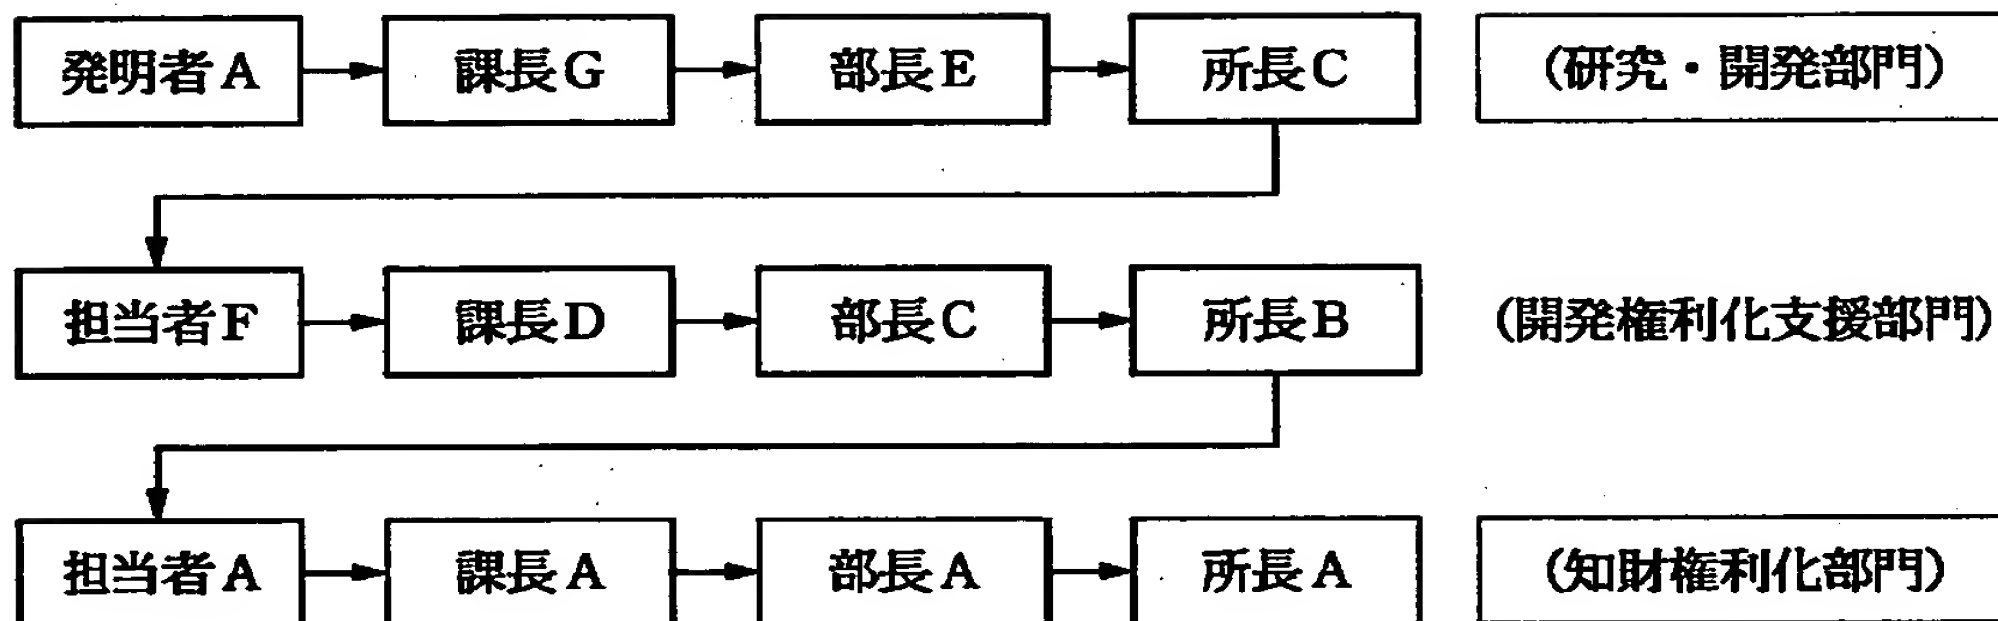 発明者A 課長G 部長E 所長C (研究・開発部門)
担当者F 課長D 部長C 所長B (開発権利化支援部門)
担当者A 課長A 部長A 所長A (知財権利化部門)